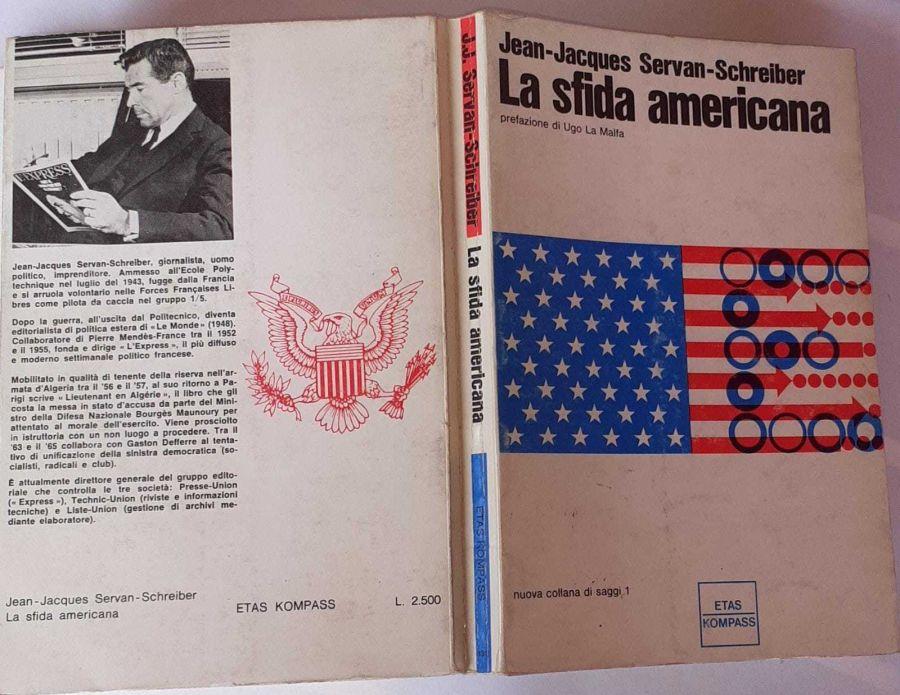 L'EXPRESS
Jean-Jacques Servan-Schreiber, giornalista, uomo
politico, imprenditore. Ammesso all'Ecole Poly-
technique nel luglio del 1943, fugge dalla Francia
e si arruola volontario nelle Forces Françaises Li-
bres come pilota da caccia nel gruppo 1/5.
Dopo la guerra, all'uscita dal Politecnico, diventa
editorialista di politica estera di «Le Monde» (1948).
Collaboratore di Pierre Mendès-France tra il 1952
e il 1955, fonda e dirige «L'Express», il più diffuso
e moderno settimanale politico francese.
Mobilitato in qualità di tenente della riserva nell'ar-
mata d'Algeria tra il '56 e il '57, al suo ritorno a Pa-
rigi scrive «Lieutenant en Algérie», il libro che gli
costa la messa in stato d'accusa da parte del Mini-
stro della Difesa Nazionale Bourgès Maunoury per
attentato al morale dell'esercito. Viene prosciolto
in istruttoria con un non luogo a procedere. Tra il
'63 e il '65 collabora con Gaston Defferre al tenta-
tivo di unificazione della sinistra democratica (so-
cialisti, radicali e club).
È attualmente direttore generale del gruppo edito-
riale che controlla le tre società: Presse-Union
(«Express»), Technic-Union (riviste e informazioni
tecniche) e Liste-Union (gestione di archivi me-
diante elaboratore).
Jean-Jacques Servan-Schreiber
La sfida americana
ETAS KOMPASS
L. 2.500
J.J. Servan-Schreiber
La sfida americana
ETAS KOMPASS
Jean-Jacques Servan-Schreiber
La sfida americana
prefazione di Ugo La Malfa
nuova collana di saggi 1
ETAS
KOMPASS